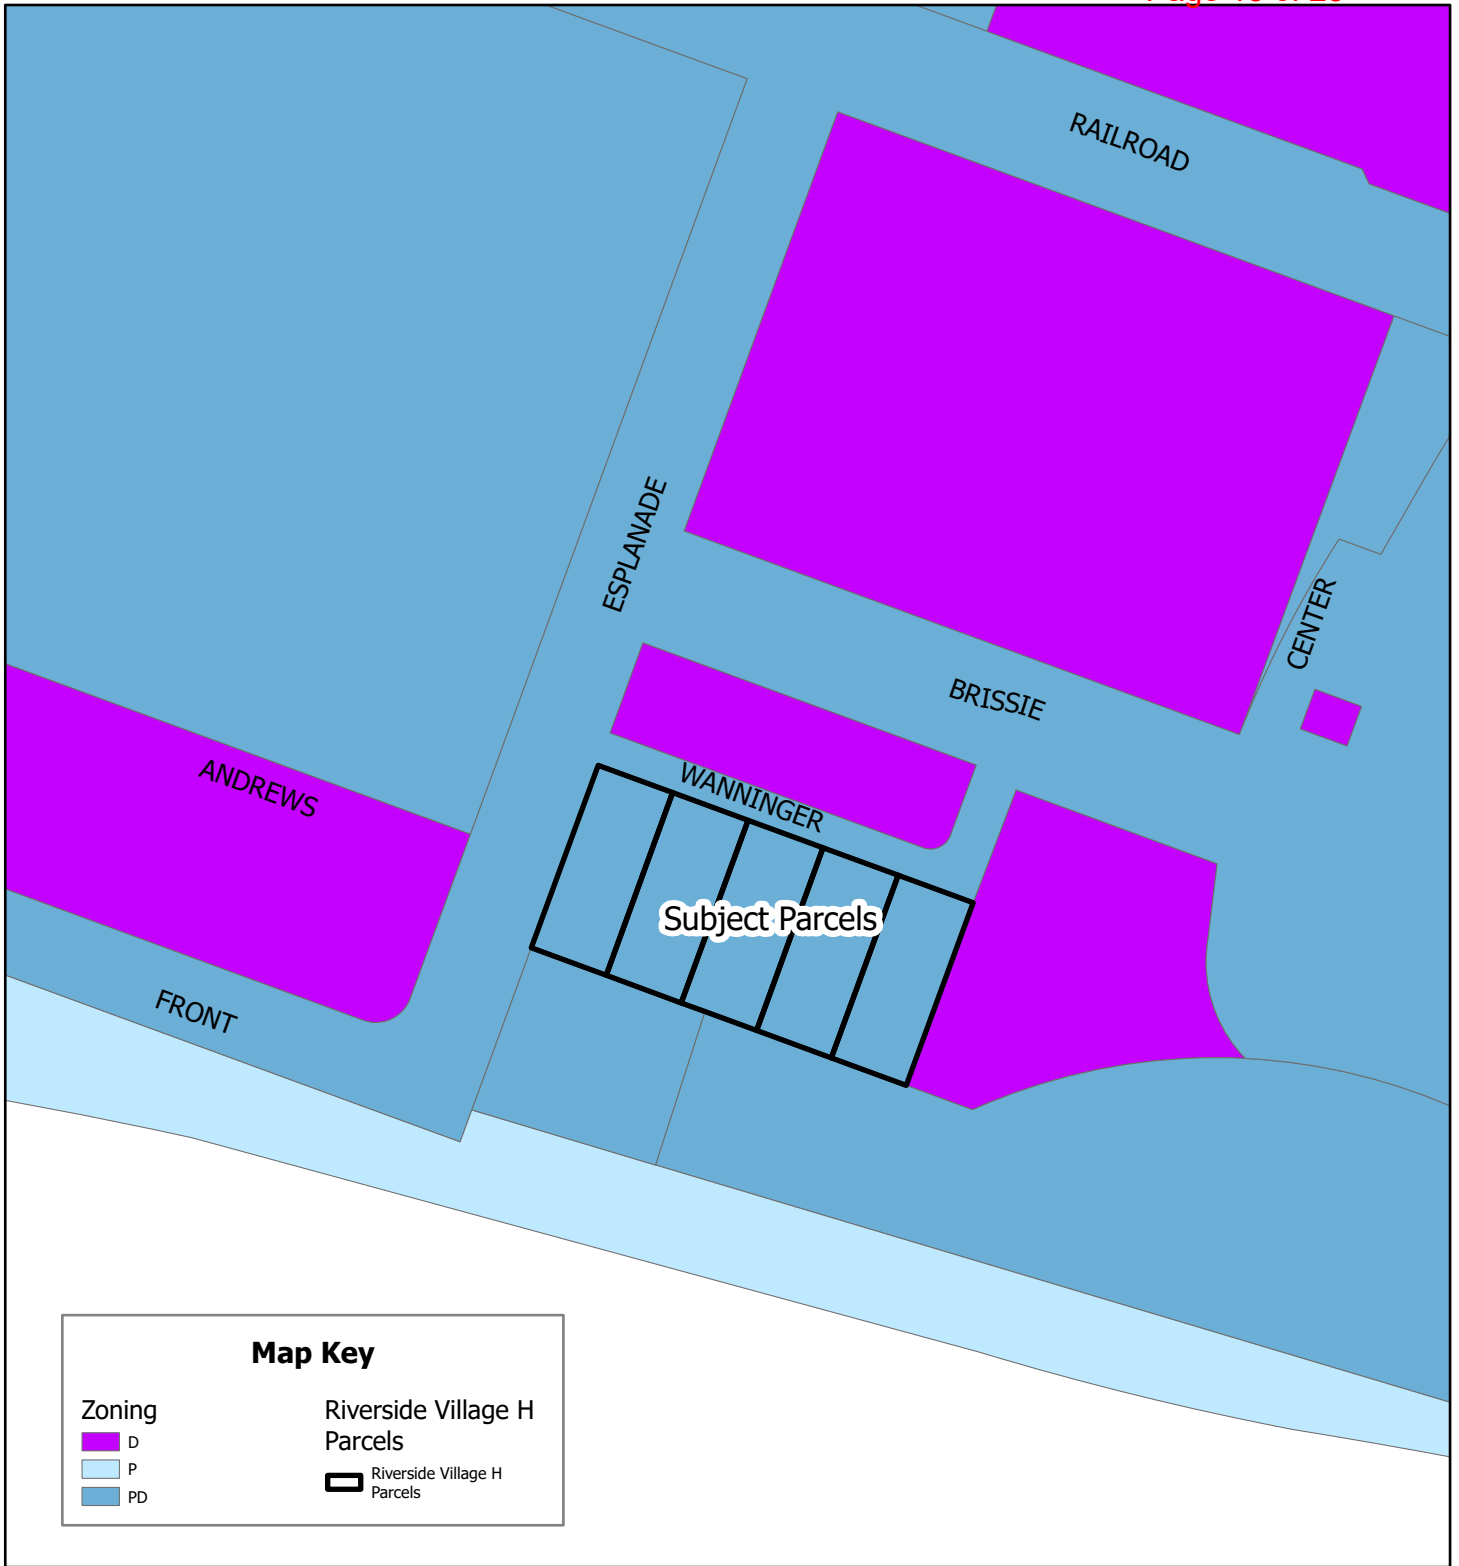 RAILROAD
ESPLANADE
CENTER
BRISSIE
ANDREWS
WANNINGER
Subject Parcels
FRONT
Map Key
Zoning
D
P
PD
Riverside Village H
Parcels
Riverside Village H
Parcels